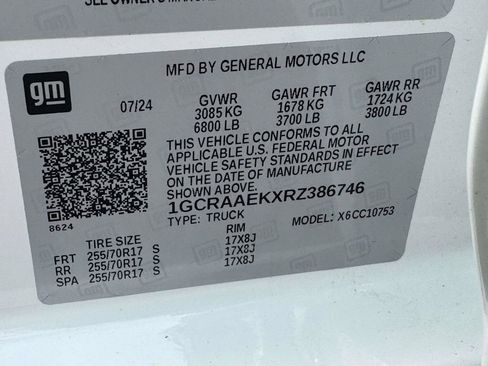 SEE OWNER'S MANUAL
gm
MFD BY GENERAL MOTORS LLC
07/24 GVWR GAWR FRT GAWR RR
3085 KG 1678 KG 1724 KG
6800 LB 3700 LB 3800 LB
THIS VEHICLE CONFORMS TO ALL
APPLICABLE U.S. FEDERAL MOTOR
VEHICLE SAFETY STANDARDS IN EFFECT
ON THE DATE OF MANUFACTURE
SHOWN ABOVE.
1GCRAAEKXRZ386746
8624 TYPE: TRUCK MODEL: X6CC10753
TIRE SIZE RIM
FRT 255/70R17 S 17X8J
RR 255/70R17 S 17X8J
SPA 255/70R17 S 17X8J